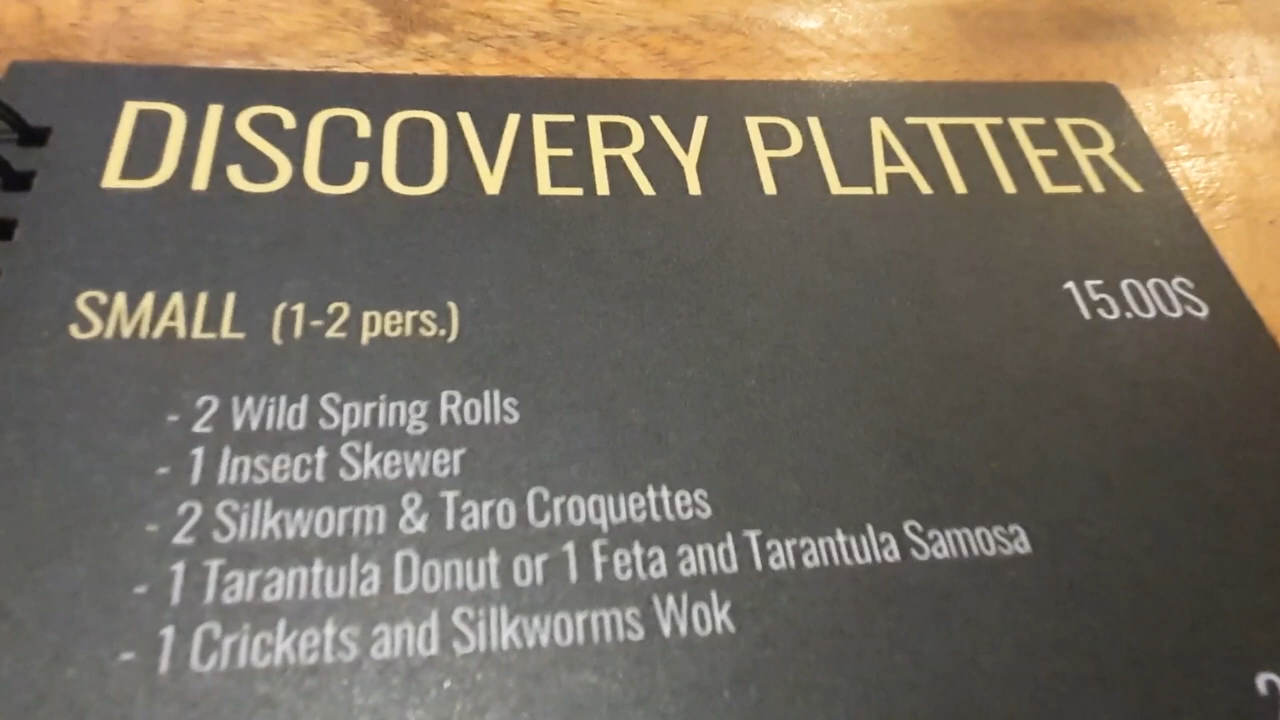 DISCOVERY PLATTER
SMALL (1-2 pers.) 15.00$
- 2 Wild Spring Rolls
- 1 Insect Skewer
- 2 Silkworm & Taro Croquettes
- 1 Tarantula Donut or 1 Feta and Tarantula Samosa
- 1 Crickets and Silkworms Wok